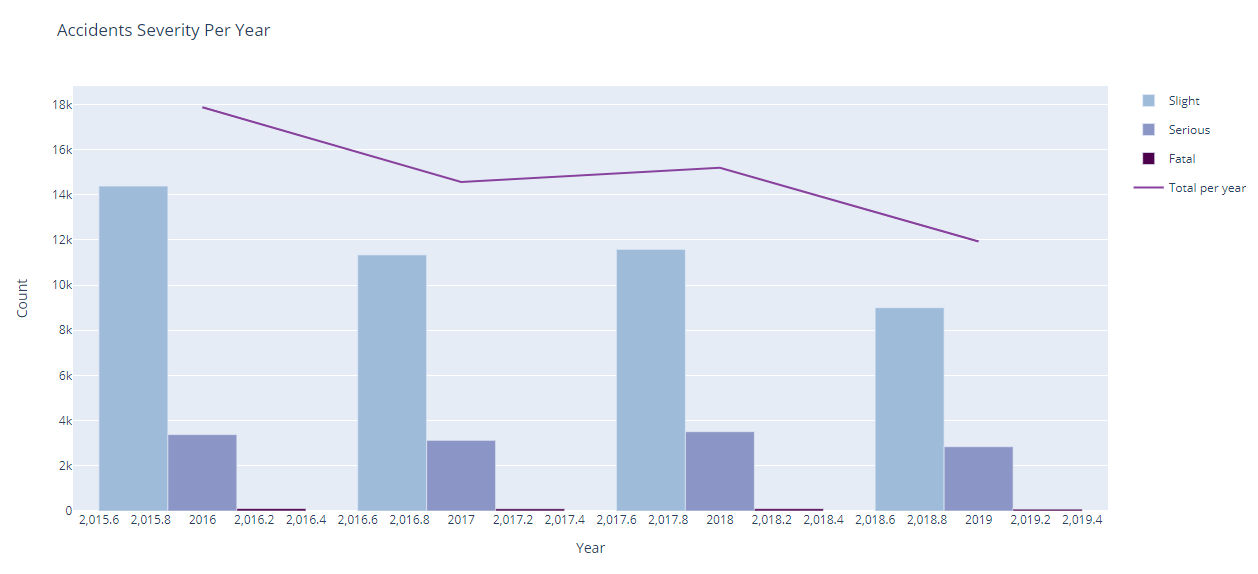 Accidents Severity Per Year
18k
16k
14k
12k
10k
8k
6k
4k
2k
0
Count
2,015.6 2,015.8 2016 2,016.2 2,016.4 2,016.6 2,016.8 2017 2,017.2 2,017.4 2,017.6 2,017.8 2018 2,018.2 2,018.4 2,018.6 2,018.8 2019 2,019.2 2,019.4
Year
Slight
Serious
Fatal
Total per year